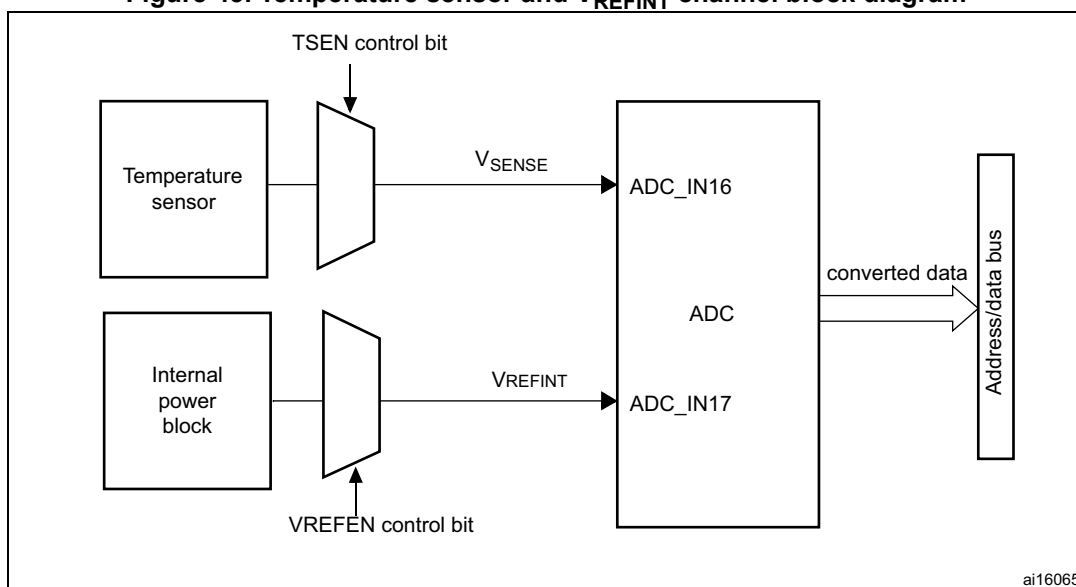 TSEN control bit
Temperature
sensor
VSENSE
ADC_IN16
converted data
Address/data bus
ADC
Internal
power
block
VREFINT
ADC_IN17
VREFEN control bit
ai16065